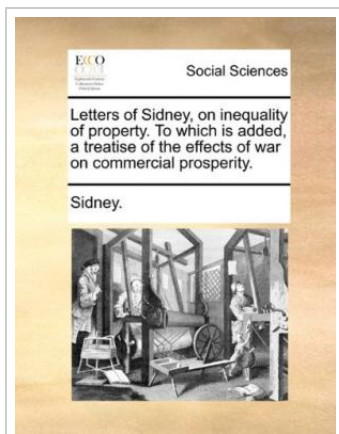 ECCO
Social Sciences
Letters of Sidney, on inequality
of property. To which is added,
a treatise of the effects of war
on commercial prosperity.
Sidney.